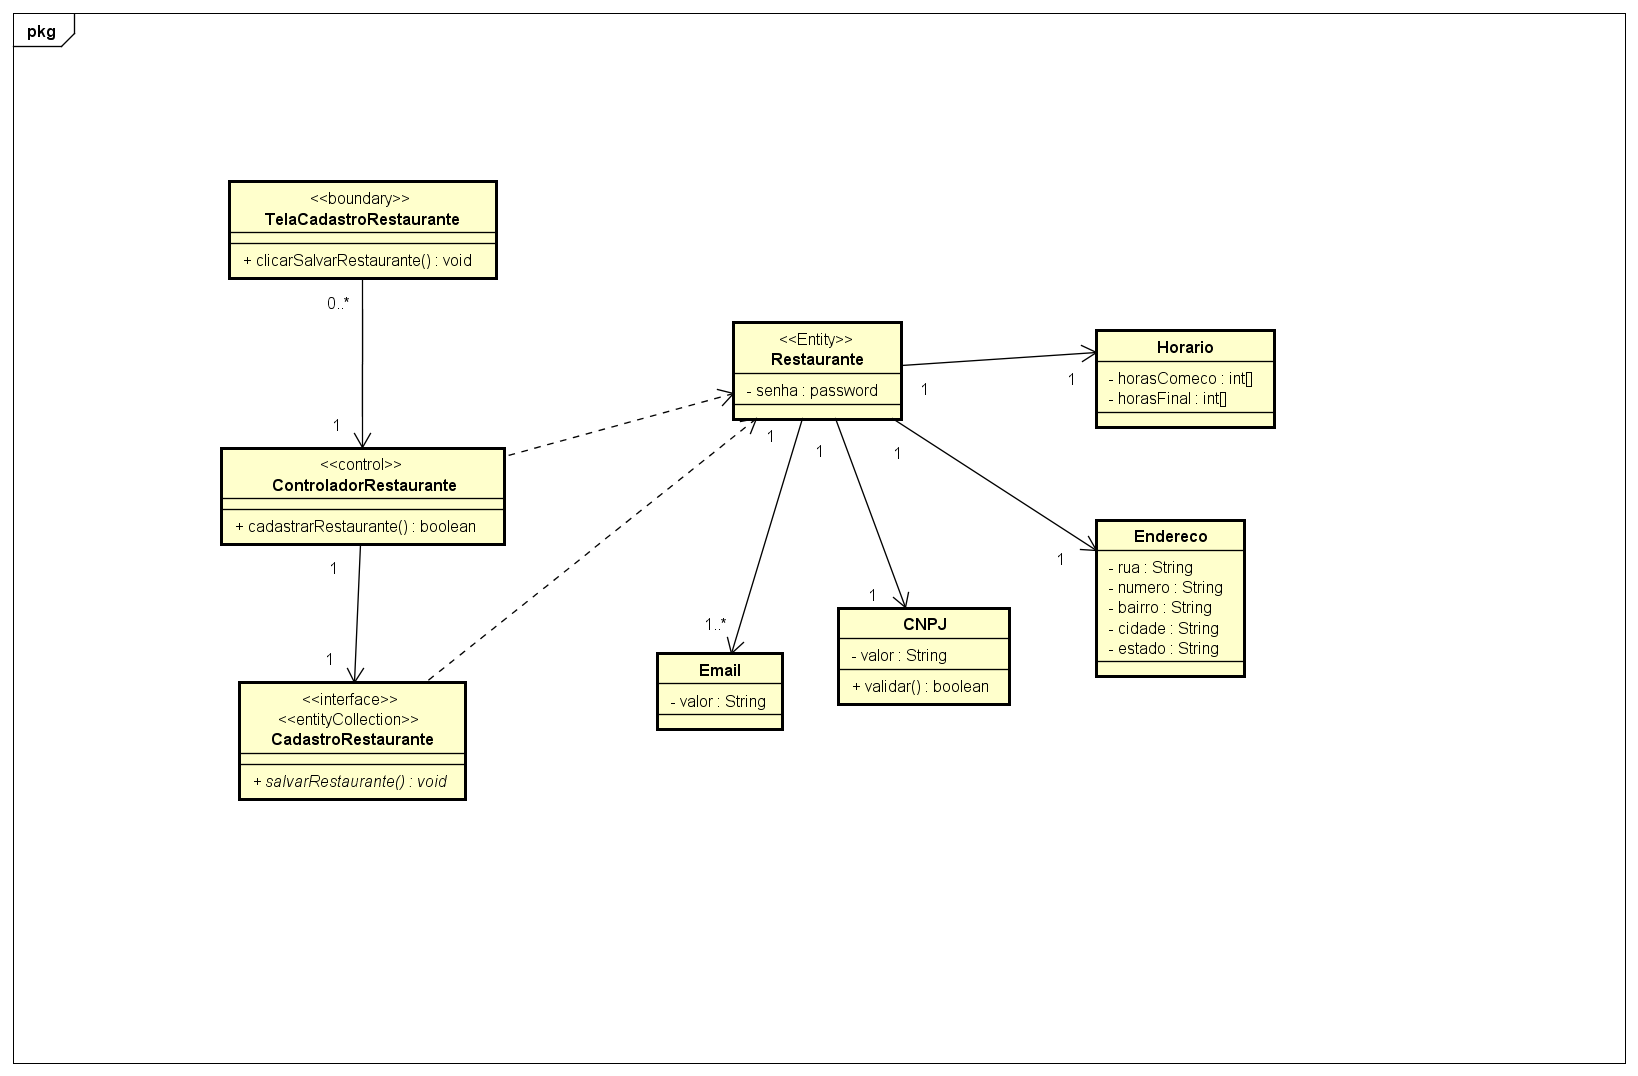 pkg
<<boundary>>
TelaCadastroRestaurante
+ clicarSalvarRestaurante() : void
0..*
1
<<control>>
ControladorRestaurante
+ cadastrarRestaurante() : boolean
1
1
<<interface>>
<<entityCollection>>
CadastroRestaurante
+ salvarRestaurante() : void
<<Entity>>
Restaurante
- senha : password
1
1
1
1
1
Horario
- horasComeco : int[]
- horasFinal : int[]
1..*
Email
- valor : String
1
CNPJ
- valor : String
+ validar() : boolean
1
Endereco
- rua : String
- numero : String
- bairro : String
- cidade : String
- estado : String